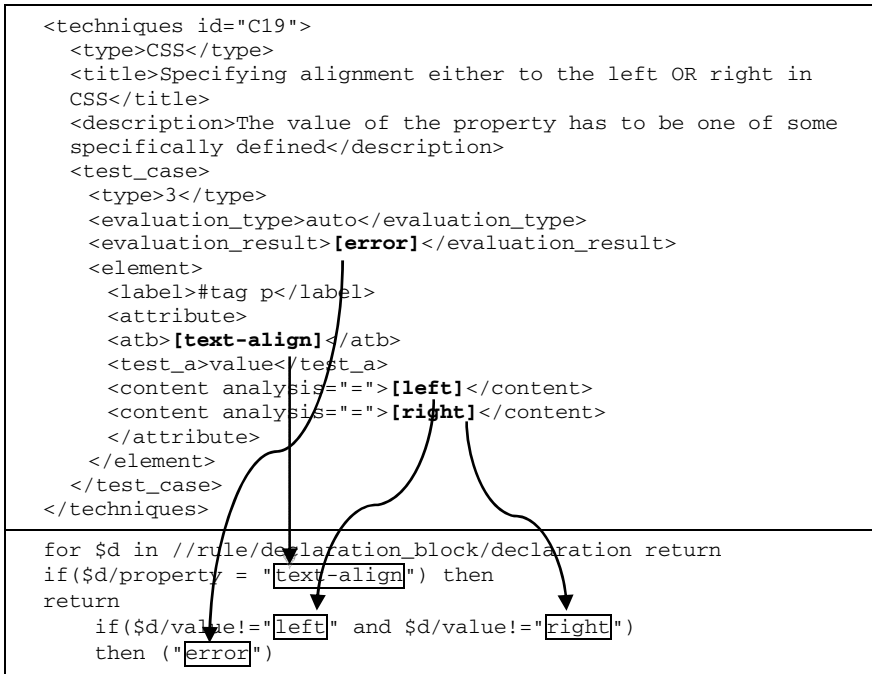 <techniques id="C19">
<type>CSS</type>
<title>Specifying alignment either to the left OR right in
CSS</title>
<description>The value of the property has to be one of some
specifically defined</description>
<test_case>
<type>3</type>
<evaluation_type>auto</evaluation_type>
<evaluation_result>[error]</evaluation_result>
<element>
<label>#tag p</label>
<attribute>
<atb>[text-align]</atb>
<test_a>value</test_a>
<content analysis="=">[left]</content>
<content analysis="=">[right]</content>
</attribute>
</element>
</test_case>
</techniques>
for $d in //rule/declaration_block/declaration return
if($d/property = "text-align") then
return
if($d/value!="left" and $d/value!="right")
then ("error")